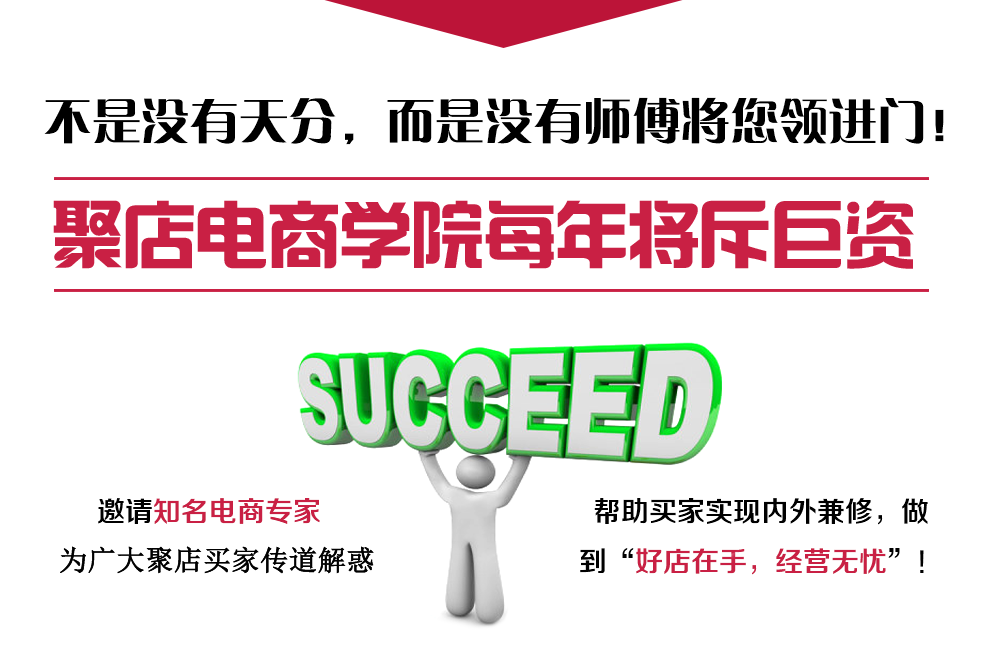 不是没有天分，而是没有师傅将您领进门！
聚店电商学院每年将斥巨资
SUCCEED
邀请知名电商专家
为广大聚店买家传道解惑
帮助买家实现内外兼修，做
到“好店在手，经营无忧”！